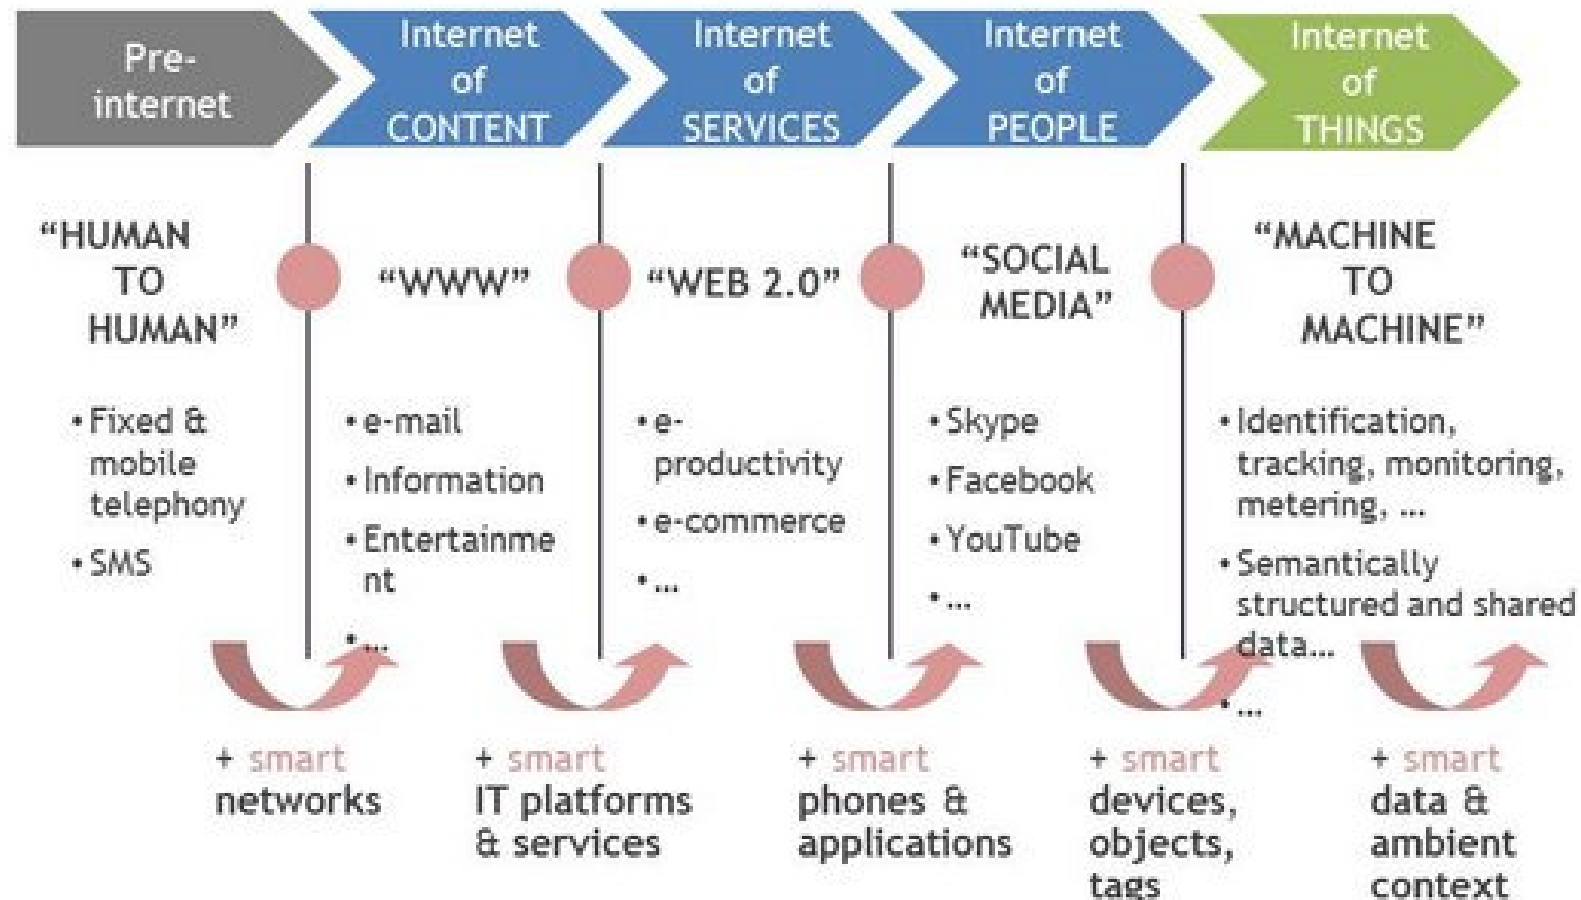 Pre-
internet
Internet
of
CONTENT
Internet
of
SERVICES
Internet
of
PEOPLE
Internet
of
THINGS
“HUMAN
TO
HUMAN”
“WWW”
“WEB 2.0”
“SOCIAL
MEDIA”
“MACHINE
TO
MACHINE”
• Fixed &
mobile
telephony
• SMS
• e-mail
• Information
• Entertainme
nt
• ...
• e-
productivity
• e-commerce
• ...
• Skype
• Facebook
• YouTube
• ...
• Identification,
tracking, monitoring,
metering, ...
• Semantically
structured and shared
data...
• ...
+ smart
networks
+ smart
IT platforms
& services
+ smart
phones &
applications
+ smart
devices,
objects,
tags
+ smart
data &
ambient
context